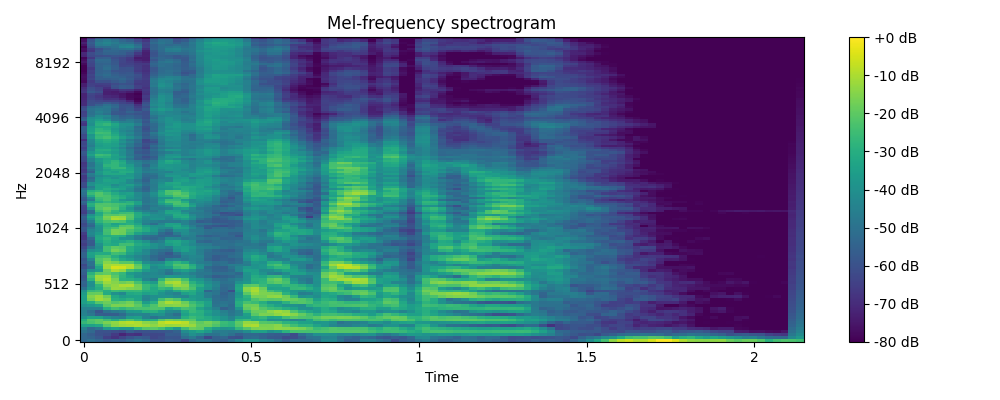 Mel-frequency spectrogram
Hz
8192
4096
2048
1024
512
0
0
0.5
1
1.5
2
Time
+0 dB
-10 dB
-20 dB
-30 dB
-40 dB
-50 dB
-60 dB
-70 dB
-80 dB